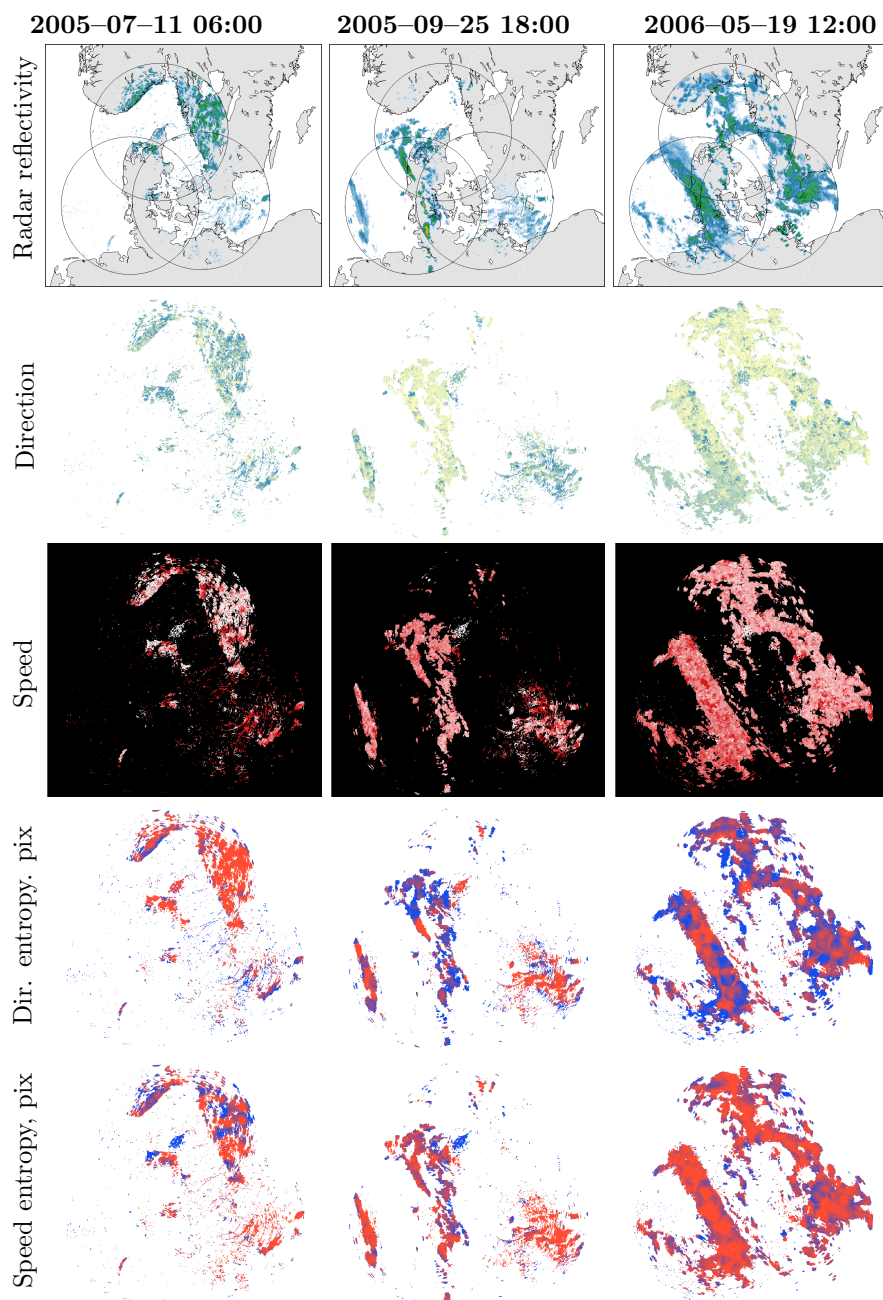 2005–07–11 06:00 2005–09–25 18:00 2006–05–19 12:00
Radar reflectivity
Direction
Speed
Dir. entropy. pix
Speed entropy, pix